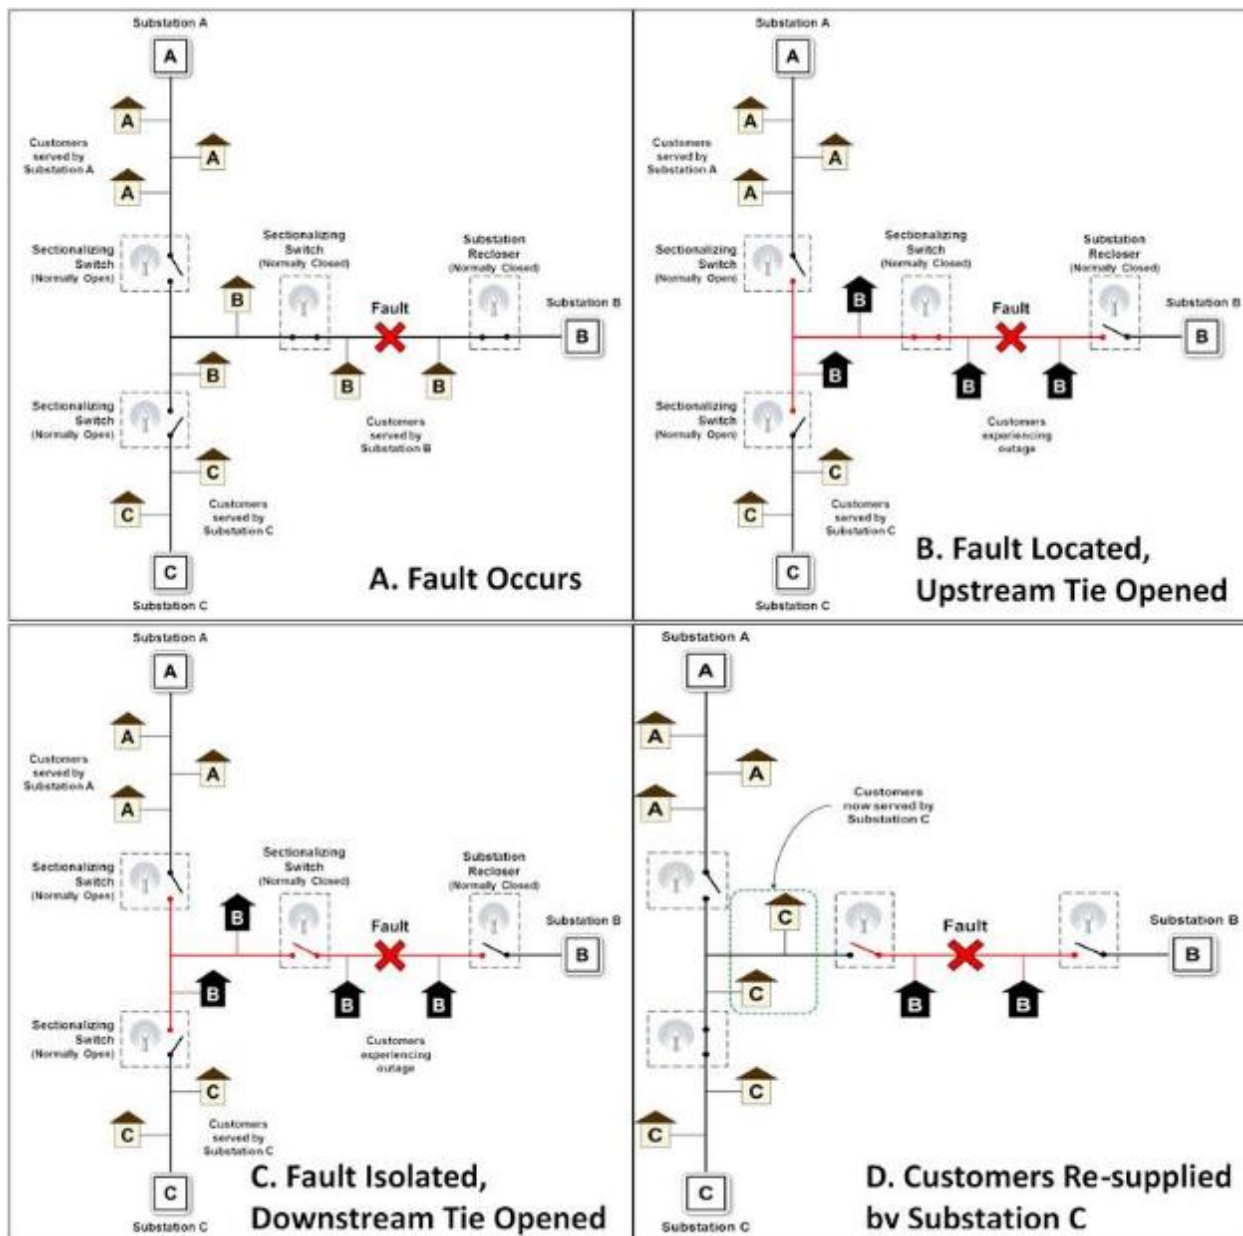 Substation A
A
A
Customers
served by
Substation A
A
A
Sectionalizing
Switch
(Normally Open)
Sectionalizing
Switch
(Normally Closed)
Substation
Recloser
(Normally Closed)
B
Fault
Substation B
B
B
B
B
Sectionalizing
Switch
(Normally Open)
Customers
served by
Substation B
C
C
Customers
served by
Substation C
C
Substation C
A. Fault Occurs
Substation A
A
A
Customers
served by
Substation A
A
A
Sectionalizing
Switch
(Normally Open)
Sectionalizing
Switch
(Normally Closed)
Substation
Recloser
(Normally Closed)
B
Fault
Substation B
B
B
B
B
Sectionalizing
Switch
(Normally Open)
Customers
experiencing
outage
C
C
Customers
served by
Substation C
C
Substation C
B. Fault Located,
Upstream Tie Opened
Substation A
A
A
Customers
served by
Substation A
A
A
Sectionalizing
Switch
(Normally Open)
Sectionalizing
Switch
(Normally Closed)
Substation
Recloser
(Normally Closed)
B
Fault
Substation B
B
B
B
B
Sectionalizing
Switch
(Normally Open)
Customers
experiencing
outage
C
C
Customers
served by
Substation C
C
Substation C
C. Fault Isolated,
Downstream Tie Opened
Substation A
A
A
A
A
Customers
now served by
Substation C
C
Fault
Substation B
B
C
B
B
C
C
C
Substation C
D. Customers Re-supplied
by Substation C